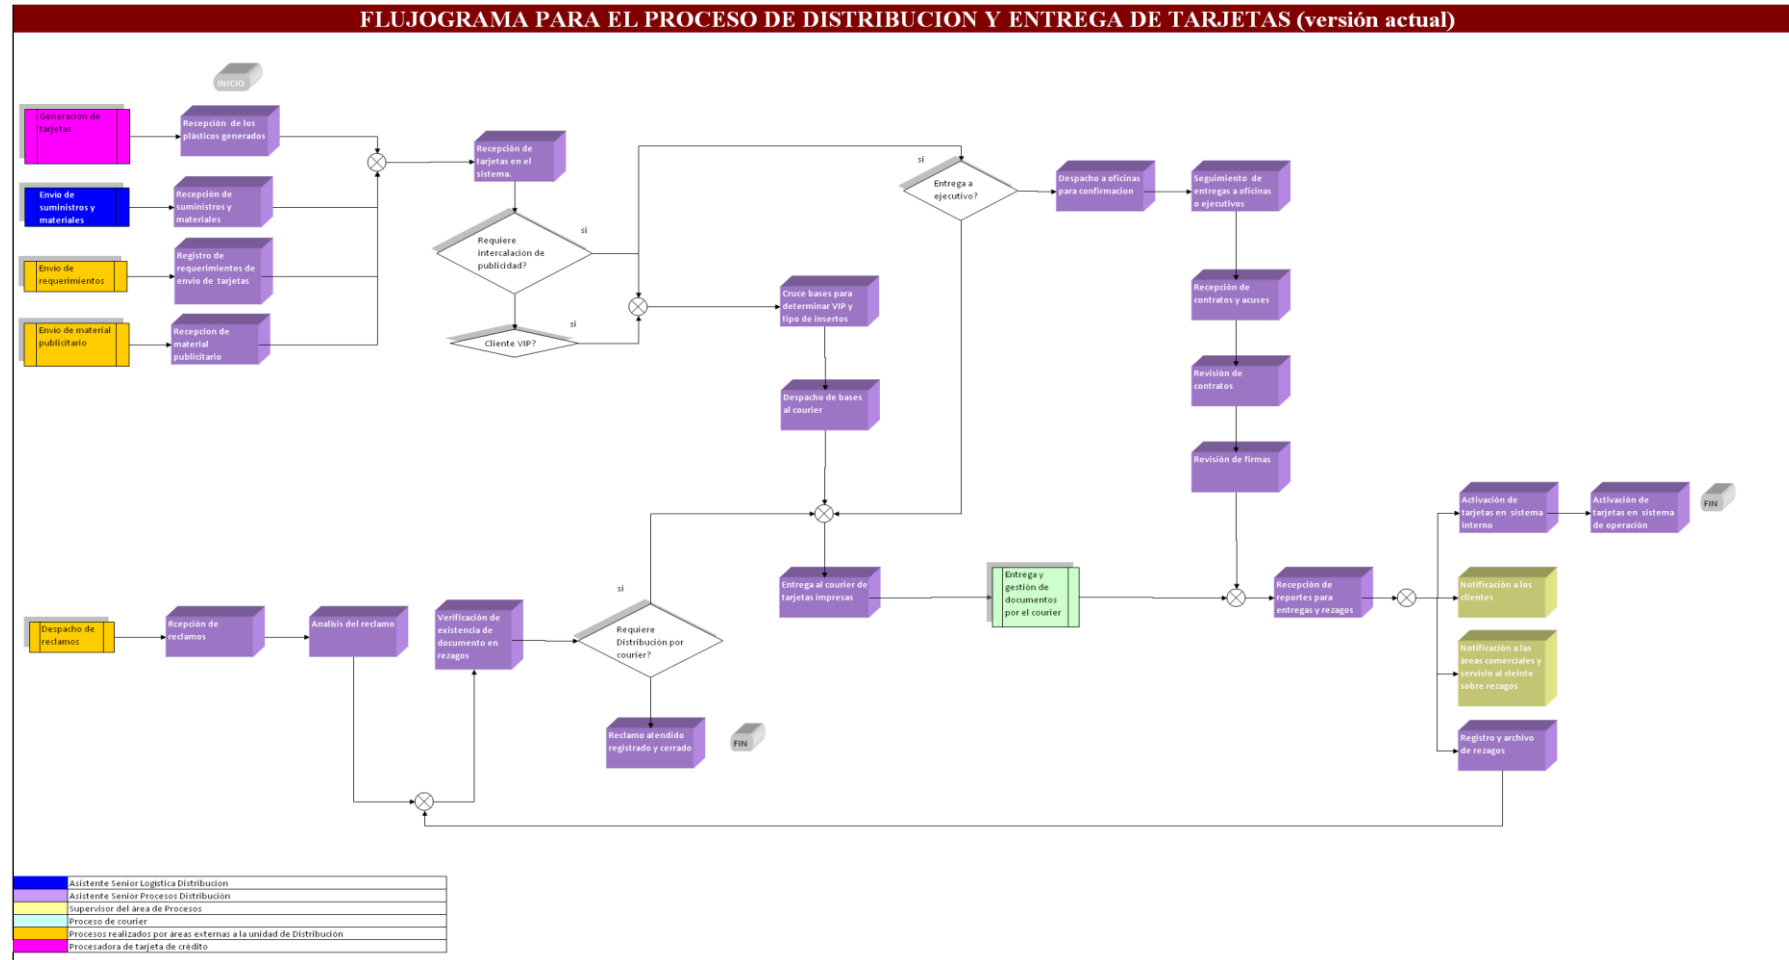 FLUJOGRAMA PARA EL PROCESO DE DISTRIBUCION Y ENTREGA DE TARJETAS (versión actual)
INICIO
Generación de
tarjetas
Recepción de los
plásticos generados
Recepción de
tarjetas en el
sistema.
Envio de
suministros y
materiales
Recepción de
suministros y
materiales
Envio de
requerimientos
Registro de
requerimientos de
envio de tarjetas
Envio de material
publicitario
Recepcion de
material
publicitario
Requiere
intercalación de
publicidad?
si
Cliente VIP?
si
si
Entrega a
ejecutivo?
Despacho a oficinas
para confirmacion
Seguimiento de
entregas a oficinas
o ejecutivos
Cruce bases para
determinar VIP y
tipo de insertos
Recepción de
contratos y acuses
Despacho de bases
al courier
Revisión de
contratos
Revisión de firmas
Activación de
tarjetas en sistema
interno
Activación de
tarjetas en sistema
de operación
FIN
Entrega al courier de
tarjetas impresas
Entrega y
gestión de
documentos
por el courier
Recepción de
reportes para
entregas y rezagos
Notificación a los
clientes
Notificación a las
áreas comerciales y
servicio al cleinte
sobre rezagos
Registro y archivo
de rezagos
Despacho de
reclamos
Rcepción de
reclamos
Analisis del reclamo
Verificación de
existencia de
documento en
rezagos
si
Requiere
Distribución por
courier?
Reclamo atendido
registrado y cerrado
FIN
Asistente Senior Logística Distribucion
Asistente Senior Procesos Distribución
Supervisor del área de Procesos
Proceso de courier
Procesos realizados por áreas externas a la unidad de Distribución
Procesadora de tarjeta de crédito